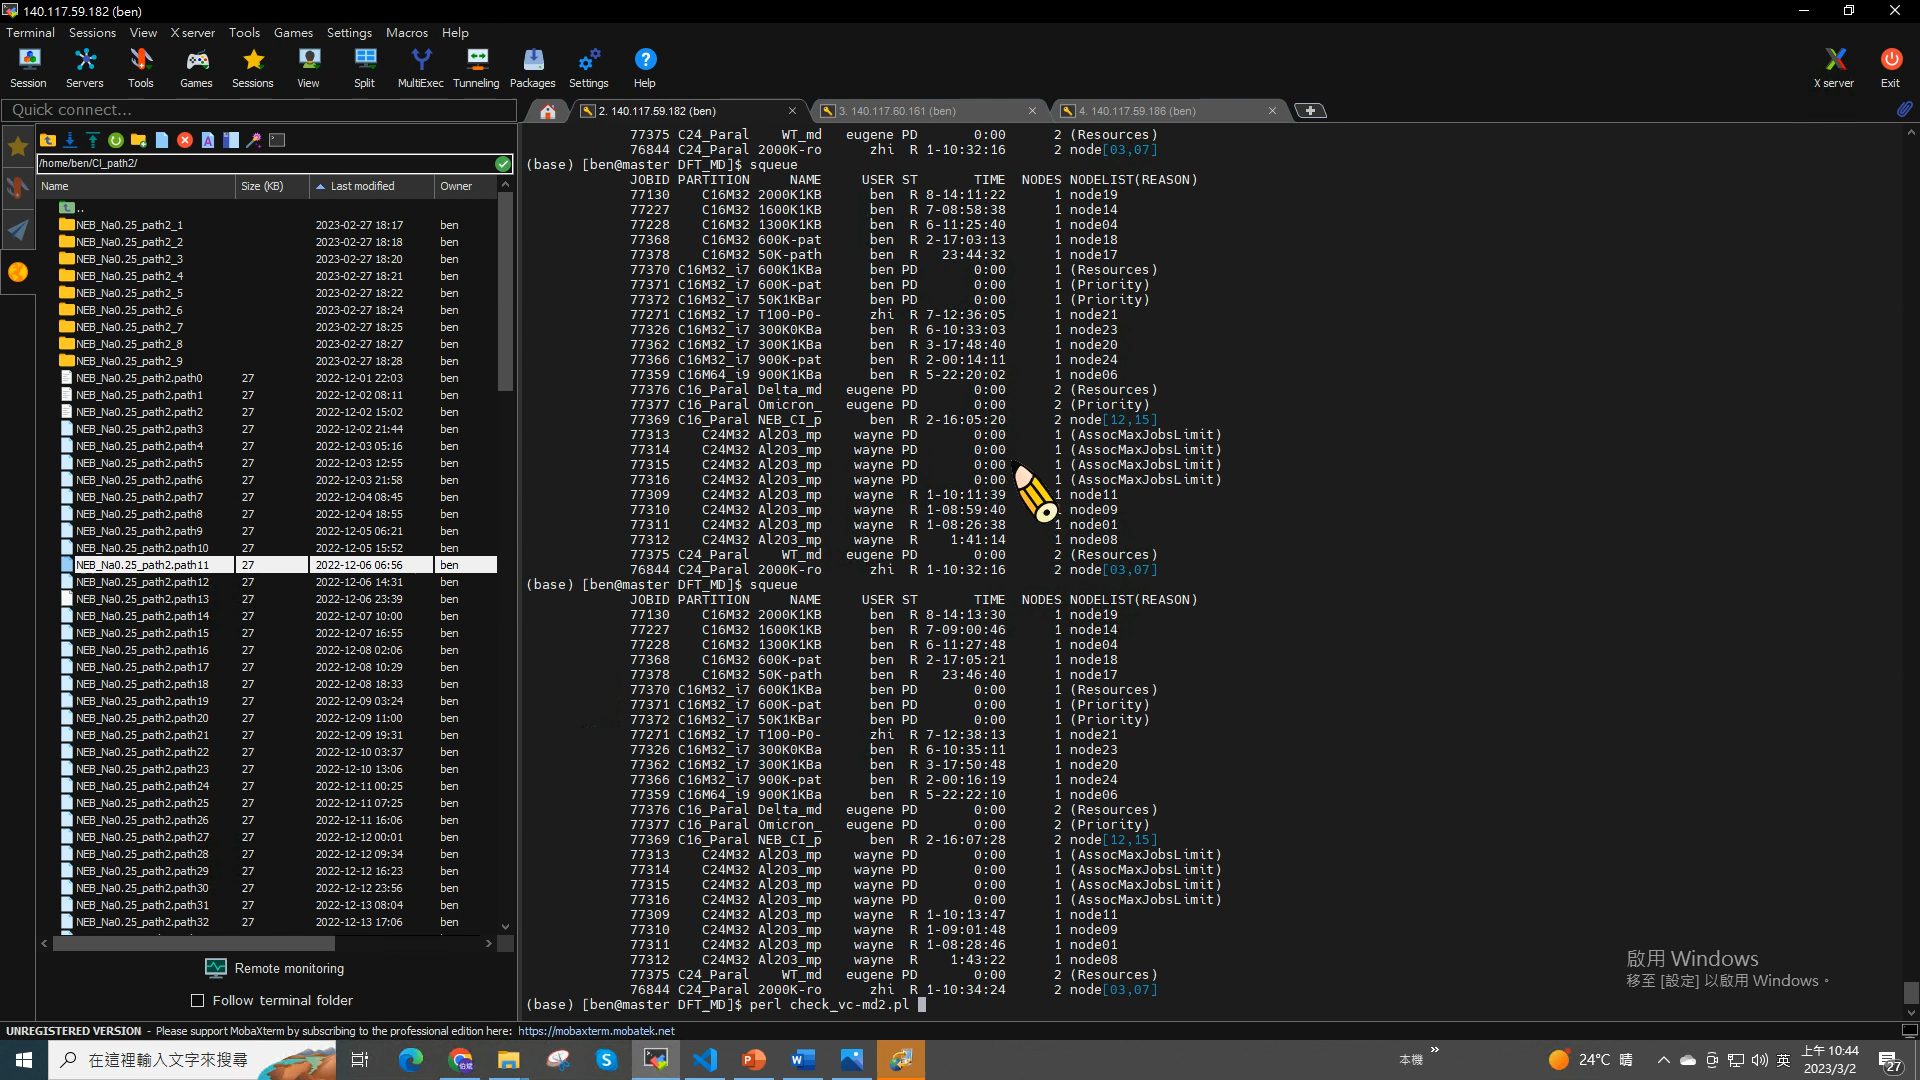 140.117.59.182 (ben)
Terminal Sessions View X server Tools Games Settings Macros Help
Session Servers Tools Games Sessions View Split MultiExec Tunneling Packages Settings Help X server Exit
Quick connect...
2. 140.117.59.182 (ben) 3. 140.117.60.161 (ben) 4. 140.117.59.186 (ben)
/home/ben/CI_path2/
Name Size (KB) Last modified Owner
..
NEB_Na0.25_path2_1 2023-02-27 18:17 ben
NEB_Na0.25_path2_2 2023-02-27 18:18 ben
NEB_Na0.25_path2_3 2023-02-27 18:20 ben
NEB_Na0.25_path2_4 2023-02-27 18:21 ben
NEB_Na0.25_path2_5 2023-02-27 18:22 ben
NEB_Na0.25_path2_6 2023-02-27 18:24 ben
NEB_Na0.25_path2_7 2023-02-27 18:25 ben
NEB_Na0.25_path2_8 2023-02-27 18:27 ben
NEB_Na0.25_path2_9 2023-02-27 18:28 ben
NEB_Na0.25_path2.path0 27 2022-12-01 22:03 ben
NEB_Na0.25_path2.path1 27 2022-12-02 08:11 ben
NEB_Na0.25_path2.path2 27 2022-12-02 15:02 ben
NEB_Na0.25_path2.path3 27 2022-12-02 21:44 ben
NEB_Na0.25_path2.path4 27 2022-12-03 05:16 ben
NEB_Na0.25_path2.path5 27 2022-12-03 12:55 ben
NEB_Na0.25_path2.path6 27 2022-12-03 21:58 ben
NEB_Na0.25_path2.path7 27 2022-12-04 08:45 ben
NEB_Na0.25_path2.path8 27 2022-12-04 18:55 ben
NEB_Na0.25_path2.path9 27 2022-12-05 06:21 ben
NEB_Na0.25_path2.path10 27 2022-12-05 15:52 ben
NEB_Na0.25_path2.path11 27 2022-12-06 06:56 ben
NEB_Na0.25_path2.path12 27 2022-12-06 14:31 ben
NEB_Na0.25_path2.path13 27 2022-12-06 23:39 ben
NEB_Na0.25_path2.path14 27 2022-12-07 10:00 ben
NEB_Na0.25_path2.path15 27 2022-12-07 16:55 ben
NEB_Na0.25_path2.path16 27 2022-12-08 02:06 ben
NEB_Na0.25_path2.path17 27 2022-12-08 10:29 ben
NEB_Na0.25_path2.path18 27 2022-12-08 18:33 ben
NEB_Na0.25_path2.path19 27 2022-12-09 03:24 ben
NEB_Na0.25_path2.path20 27 2022-12-09 11:00 ben
NEB_Na0.25_path2.path21 27 2022-12-09 19:31 ben
NEB_Na0.25_path2.path22 27 2022-12-10 03:37 ben
NEB_Na0.25_path2.path23 27 2022-12-10 13:06 ben
NEB_Na0.25_path2.path24 27 2022-12-11 00:25 ben
NEB_Na0.25_path2.path25 27 2022-12-11 07:25 ben
NEB_Na0.25_path2.path26 27 2022-12-11 16:06 ben
NEB_Na0.25_path2.path27 27 2022-12-12 00:01 ben
NEB_Na0.25_path2.path28 27 2022-12-12 09:34 ben
NEB_Na0.25_path2.path29 27 2022-12-12 16:23 ben
NEB_Na0.25_path2.path30 27 2022-12-12 23:56 ben
NEB_Na0.25_path2.path31 27 2022-12-13 08:04 ben
NEB_Na0.25_path2.path32 27 2022-12-13 17:06 ben
Remote monitoring
Follow terminal folder
77375 C24_Paral WT_md eugene PD 0:00 2 (Resources)
76844 C24_Paral 2000K-ro zhi R 1-10:32:16 2 node[03,07]
(base) [ben@master DFT_MD]$ squeue
JOBID PARTITION NAME USER ST TIME NODES NODELIST(REASON)
77130 C16M32 2000K1KB ben R 8-14:11:22 1 node19
77227 C16M32 1600K1KB ben R 7-08:58:38 1 node14
77228 C16M32 1300K1KB ben R 6-11:25:40 1 node04
77368 C16M32 600K-pat ben R 2-17:03:13 1 node18
77378 C16M32 50K-path ben R 23:44:32 1 node17
77370 C16M32_i7 600K1KBa ben PD 0:00 1 (Resources)
77371 C16M32_i7 600K-pat ben PD 0:00 1 (Priority)
77372 C16M32_i7 50K1KBar ben PD 0:00 1 (Priority)
77271 C16M32_i7 T100-P0- zhi R 7-12:36:05 1 node21
77326 C16M32_i7 300K0KBa ben R 6-10:33:03 1 node23
77362 C16M32_i7 300K1KBa ben R 3-17:48:40 1 node20
77366 C16M32_i7 900K-pat ben R 2-00:14:11 1 node24
77359 C16M64_i9 900K1KBa ben R 5-22:20:02 1 node06
77376 C16_Paral Delta_md eugene PD 0:00 2 (Resources)
77377 C16_Paral Omicron_ eugene PD 0:00 2 (Priority)
77369 C16_Paral NEB_CI_p ben R 2-16:05:20 2 node[12,15]
77313 C24M32 Al2O3_mp wayne PD 0:00 1 (AssocMaxJobsLimit)
77314 C24M32 Al2O3_mp wayne PD 0:00 1 (AssocMaxJobsLimit)
77315 C24M32 Al2O3_mp wayne PD 0:00 1 (AssocMaxJobsLimit)
77316 C24M32 Al2O3_mp wayne PD 0:00 1 (AssocMaxJobsLimit)
77309 C24M32 Al2O3_mp wayne R 1-10:11:39 1 node11
77310 C24M32 Al2O3_mp wayne R 1-08:59:40 1 node09
77311 C24M32 Al2O3_mp wayne R 1-08:26:38 1 node01
77312 C24M32 Al2O3_mp wayne R 1:41:14 1 node08
77375 C24_Paral WT_md eugene PD 0:00 2 (Resources)
76844 C24_Paral 2000K-ro zhi R 1-10:32:16 2 node[03,07]
(base) [ben@master DFT_MD]$ squeue
JOBID PARTITION NAME USER ST TIME NODES NODELIST(REASON)
77130 C16M32 2000K1KB ben R 8-14:13:30 1 node19
77227 C16M32 1600K1KB ben R 7-09:00:46 1 node14
77228 C16M32 1300K1KB ben R 6-11:27:48 1 node04
77368 C16M32 600K-pat ben R 2-17:05:21 1 node18
77378 C16M32 50K-path ben R 23:46:40 1 node17
77370 C16M32_i7 600K1KBa ben PD 0:00 1 (Resources)
77371 C16M32_i7 600K-pat ben PD 0:00 1 (Priority)
77372 C16M32_i7 50K1KBar ben PD 0:00 1 (Priority)
77271 C16M32_i7 T100-P0- zhi R 7-12:38:13 1 node21
77326 C16M32_i7 300K0KBa ben R 6-10:35:11 1 node23
77362 C16M32_i7 300K1KBa ben R 3-17:50:48 1 node20
77366 C16M32_i7 900K-pat ben R 2-00:16:19 1 node24
77359 C16M64_i9 900K1KBa ben R 5-22:22:10 1 node06
77376 C16_Paral Delta_md eugene PD 0:00 2 (Resources)
77377 C16_Paral Omicron_ eugene PD 0:00 2 (Priority)
77369 C16_Paral NEB_CI_p ben R 2-16:07:28 2 node[12,15]
77313 C24M32 Al2O3_mp wayne PD 0:00 1 (AssocMaxJobsLimit)
77314 C24M32 Al2O3_mp wayne PD 0:00 1 (AssocMaxJobsLimit)
77315 C24M32 Al2O3_mp wayne PD 0:00 1 (AssocMaxJobsLimit)
77316 C24M32 Al2O3_mp wayne PD 0:00 1 (AssocMaxJobsLimit)
77309 C24M32 Al2O3_mp wayne R 1-10:13:47 1 node11
77310 C24M32 Al2O3_mp wayne R 1-09:01:48 1 node09
77311 C24M32 Al2O3_mp wayne R 1-08:28:46 1 node01
77312 C24M32 Al2O3_mp wayne R 1:43:22 1 node08
77375 C24_Paral WT_md eugene PD 0:00 2 (Resources)
76844 C24_Paral 2000K-ro zhi R 1-10:34:24 2 node[03,07]
(base) [ben@master DFT_MD]$ perl check_vc-md2.pl
啟用 Windows
移至 [設定] 以啟用 Windows。
UNREGISTERED VERSION - Please support MobaXterm by subscribing to the professional edition here: https://mobaxterm.mobatek.net
在這裡輸入文字來搜尋
本機 24°C 晴 英
上午 10:44
2023/3/2
27